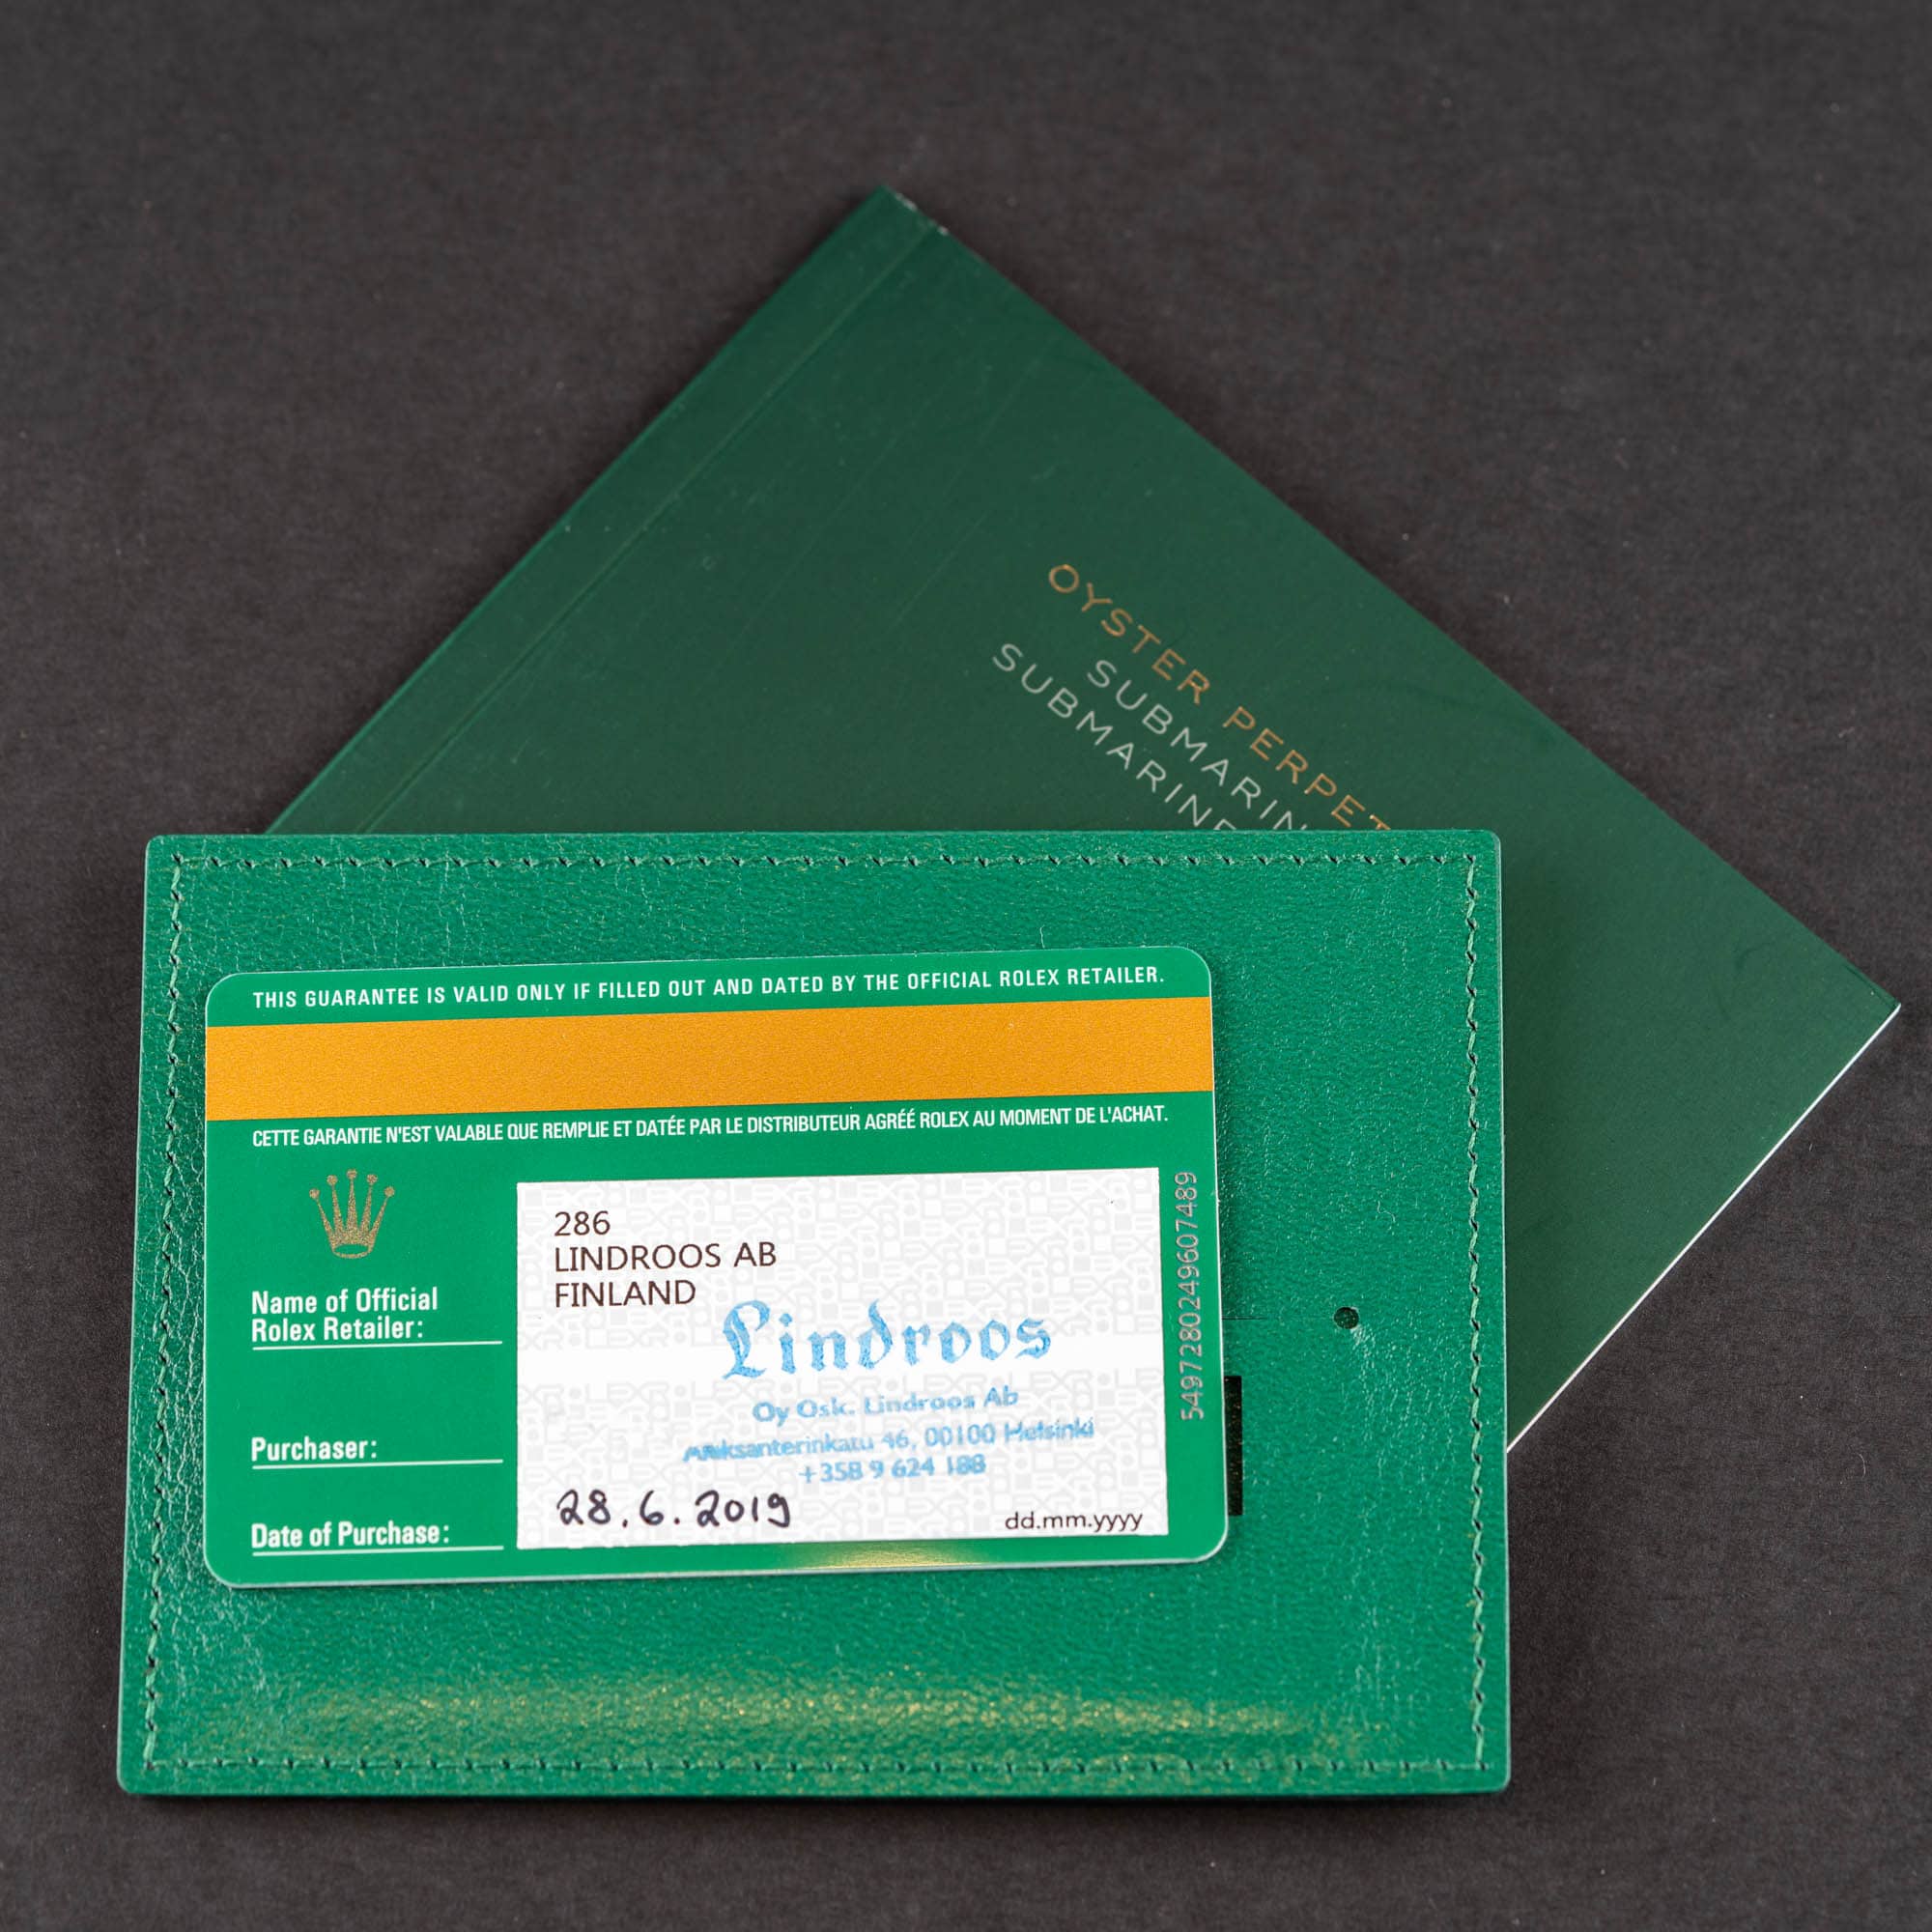 OYSTER PERPET
SUBMARIN
SUBMARINE
THIS GUARANTEE IS VALID ONLY IF FILLED OUT AND DATED BY THE OFFICIAL ROLEX RETAILER.
CETTE GARANTIE N'EST VALABLE QUE REMPLIE ET DATÉE PAR LE DISTRIBUTEUR AGRÉÉ ROLEX AU MOMENT DE L'ACHAT.
286
LINDROOS AB
FINLAND
Name of Official
Rolex Retailer:
Lindroos
Oy Osk. Lindroos Ab
46, 00100 Helsinki
+358 9 624 188
Purchaser:
Date of Purchase:
28.6.2019
dd.mm.yyyy
5497280249607489